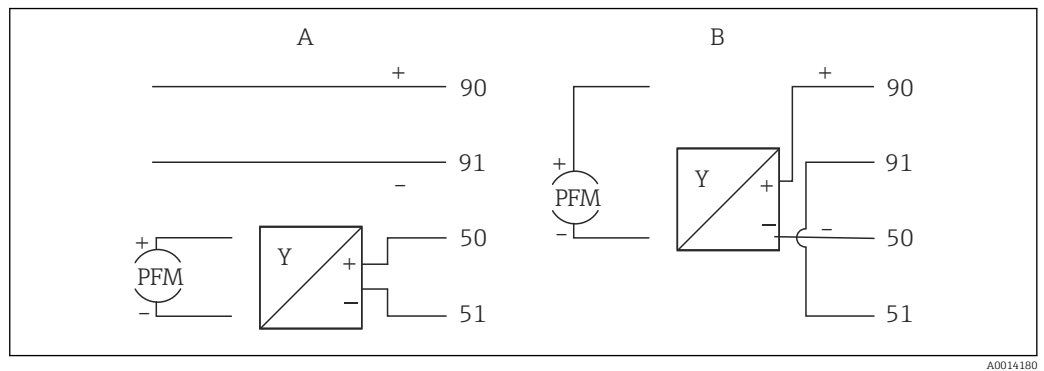 A B
+ + 
90 90
+
91 Y 91
− PFM +
+ 50 − − − 50
Y +
PFM −
− 51 51
A0014180